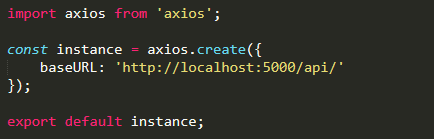 import axios from 'axios';
const instance = axios.create({
    baseURL: 'http://localhost:5000/api/'
});
export default instance;